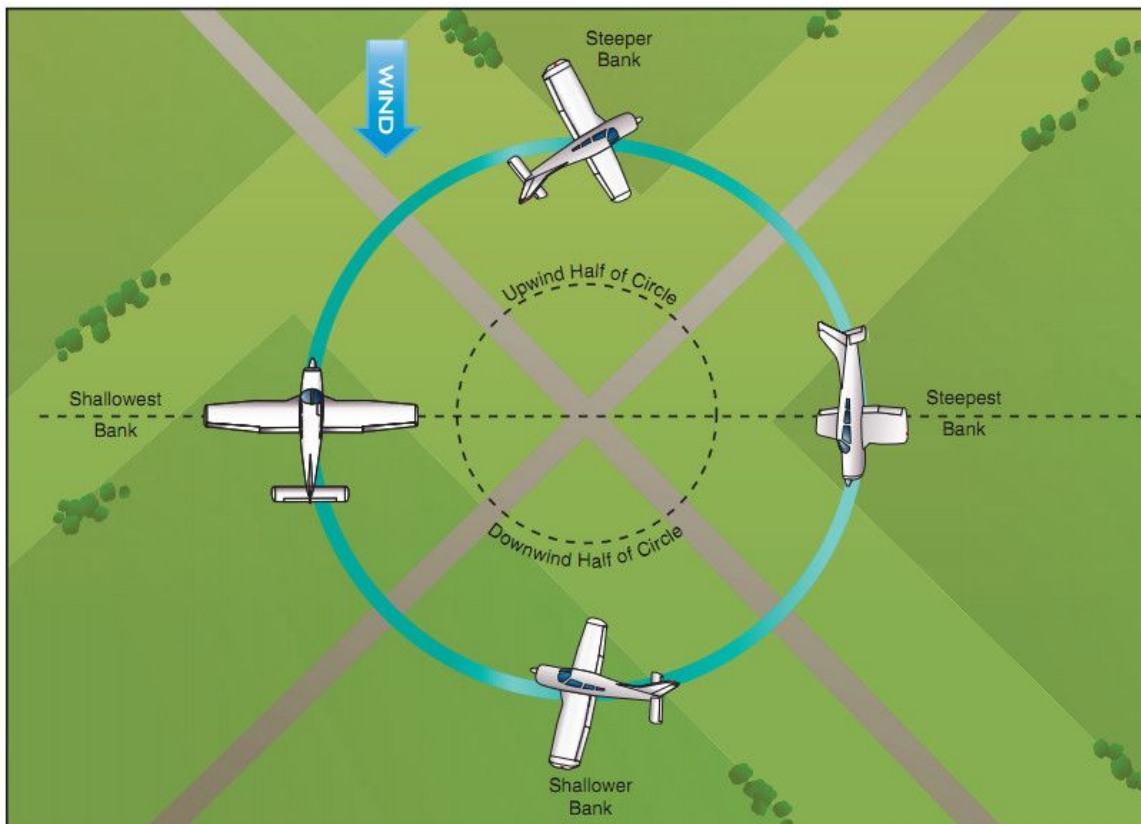 Steeper
Bank
WIND
Upwind Half of Circle
Shallowest
Bank
Steepest
Bank
Downwind Half of Circle
Shallower
Bank